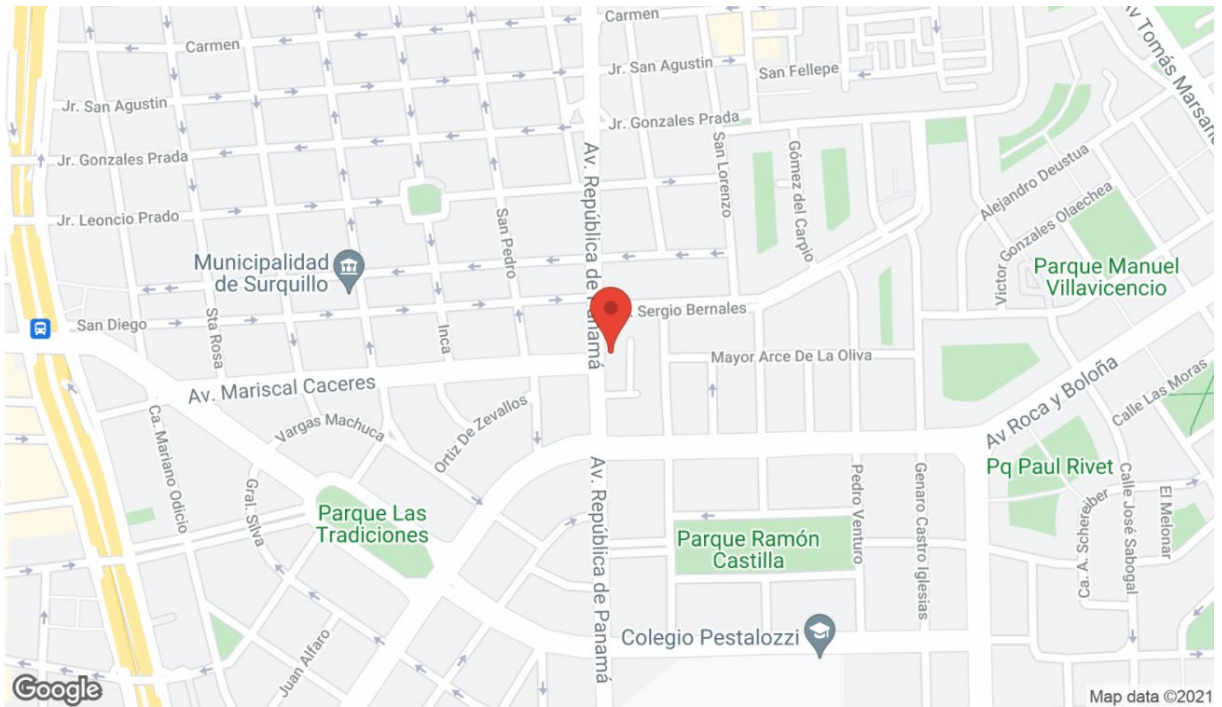 Carmen
Carmen
Av Tomás Marsano
Jr. San Agustin
San Fellepe
Jr. San Agustin
Jr. Gonzales Prada
Jr. Gonzales Prada
Av. República de Panamá
San Lorenzo
Gómez del Carpio
Alejandro Deustua
Jr. Leoncio Prado
San Pedro
Victor Gonzales Olaechea
Municipalidad
de Surquillo
Parque Manuel
Villavicencio
San Diego
Sta Rosa
Inca
Sergio Bernales
Mayor Arce De La Oliva
Av. Mariscal Caceres
Av Roca y Boloña
Calle Las Moras
Ca. Mariano Odicio
Vargas Machuca
Ortiz De Zevallos
Pq Paul Rivet
Gral. Silva
Av. República de Panamá
Pedro Venturo
Genaro Castro Iglesias
Ca. A. Schereiber
Calle José Sabogal
El Melonar
Parque Las
Tradiciones
Parque Ramón
Castilla
Juan Alfaro
Colegio Pestalozzi
Google
Map data ©2021